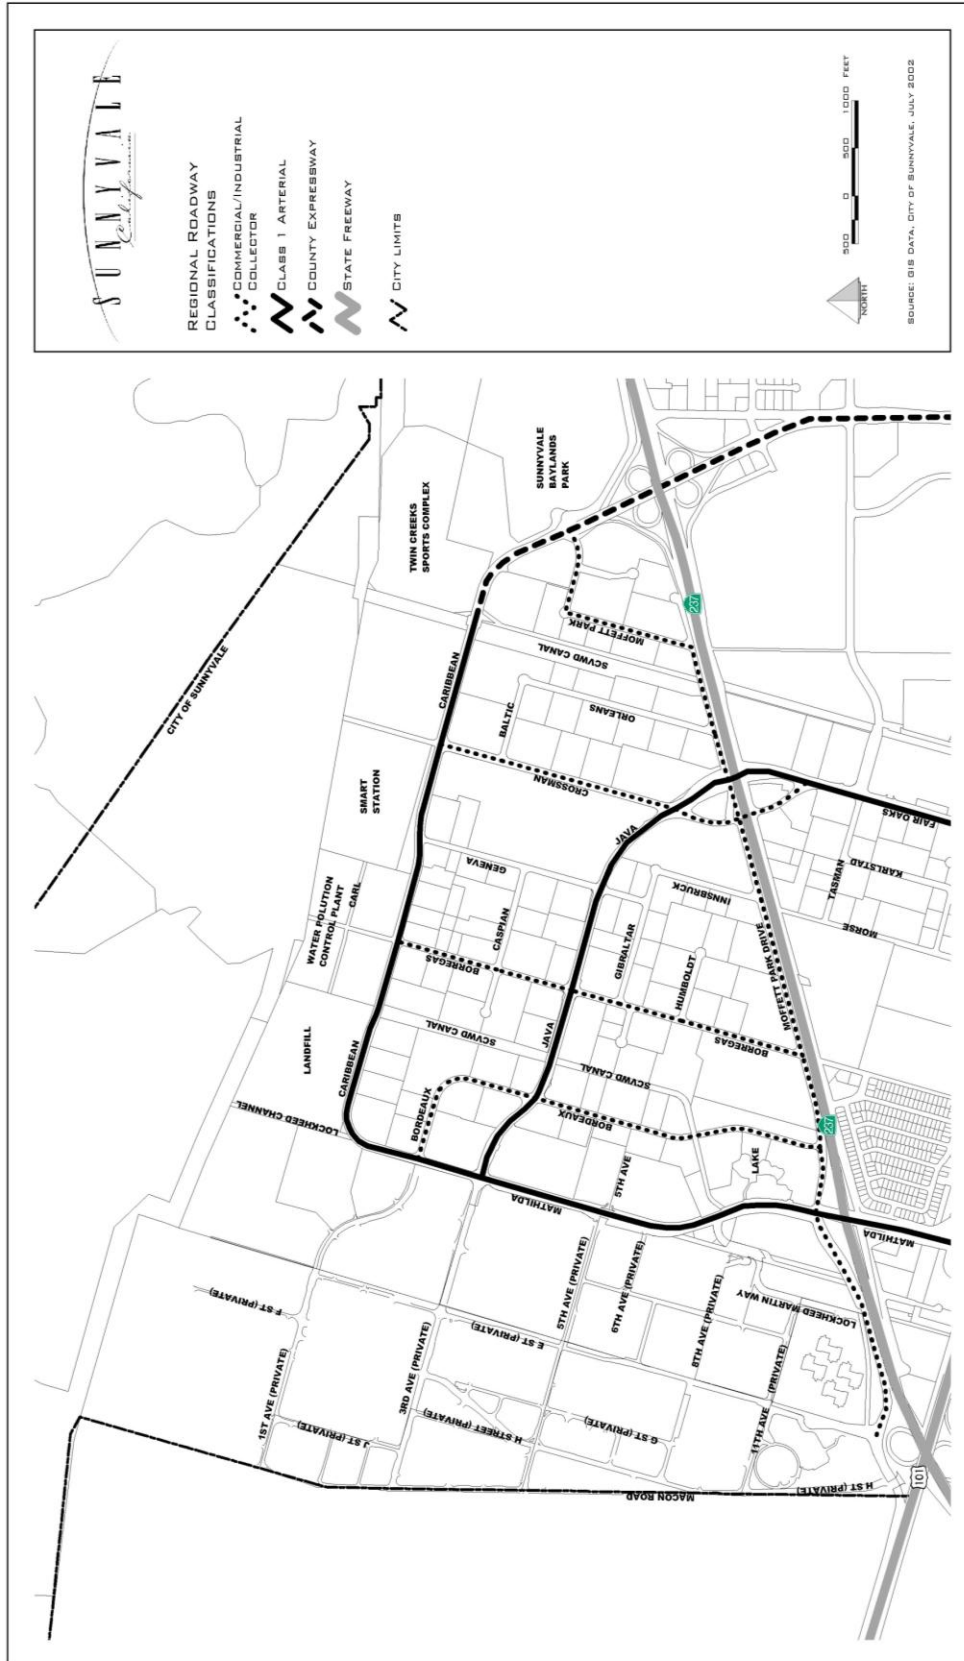 SUNNYVALE
California
REGIONAL ROADWAY
CLASSIFICATIONS
COMMERCIAL/INDUSTRIAL
COLLECTOR
CLASS 1 ARTERIAL
COUNTY EXPRESSWAY
STATE FREEWAY
CITY LIMITS
500 0 500 1000 FEET
NORTH
SOURCE: GIS DATA, CITY OF SUNNYVALE, JULY 2002
CITY OF SUNNYVALE
TWIN CREEKS
SPORTS COMPLEX
SUNNYVALE
BAYLANDS
PARK
SMART
STATION
WATER POLUTION
CONTROL PLANT
CARL
LANDFILL
LOCKHEED CHANNEL
CARIBBEAN
CARIBBEAN
MOFFETT PARK
SCVWD CANAL
ORLEANS
BALTIC
CROSSMAN
237
JAVA
GENEVA
CASPIAN
BORREGAS
INNSBRUCK
GIBRALTAR
HUMBOLDT
JAVA
SCVWD CANAL
SCVWD CANAL
BORREGAS
MOFFETT PARK DRIVE
FAIR OAKS
TASMAN
KARLSTAD
MORSE
BORDEAUX
BORDEAUX
5TH AVE
LAKE
237
MATHILDA
MATHILDA
F ST (PRIVATE)
1ST AVE (PRIVATE)
J ST (PRIVATE)
3RD AVE (PRIVATE)
E ST (PRIVATE)
H STREET (PRIVATE)
5TH AVE (PRIVATE)
6TH AVE (PRIVATE)
G ST (PRIVATE)
8TH AVE (PRIVATE)
LOCKHEED MARTIN WAY
11TH AVE (PRIVATE)
H ST (PRIVATE)
MACON ROAD
101